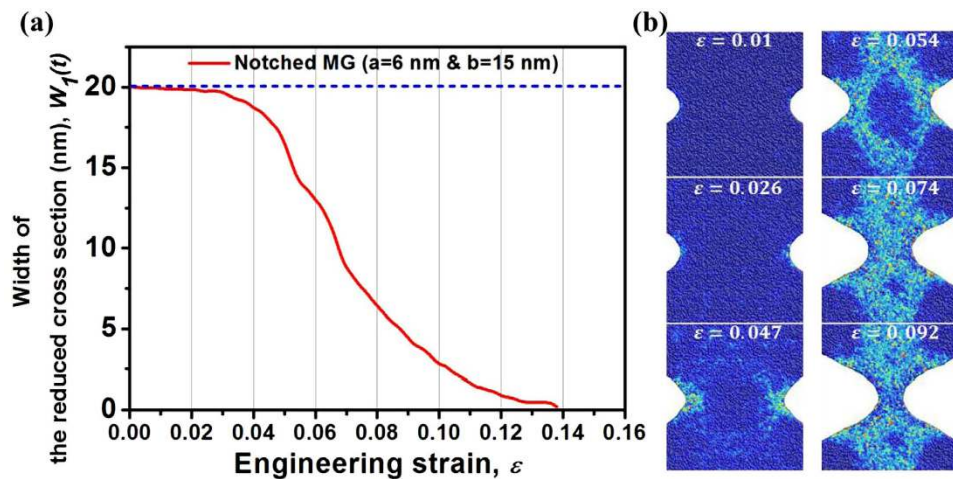 (a)
Width of
the reduced cross section (nm), W₁(t)
20
15
10
5
0
Notched MG (a=6 nm & b=15 nm)
0.00 0.02 0.04 0.06 0.08 0.10 0.12 0.14 0.16
Engineering strain, ε
(b)
ε = 0.01
ε = 0.026
ε = 0.047
ε = 0.054
ε = 0.074
ε = 0.092